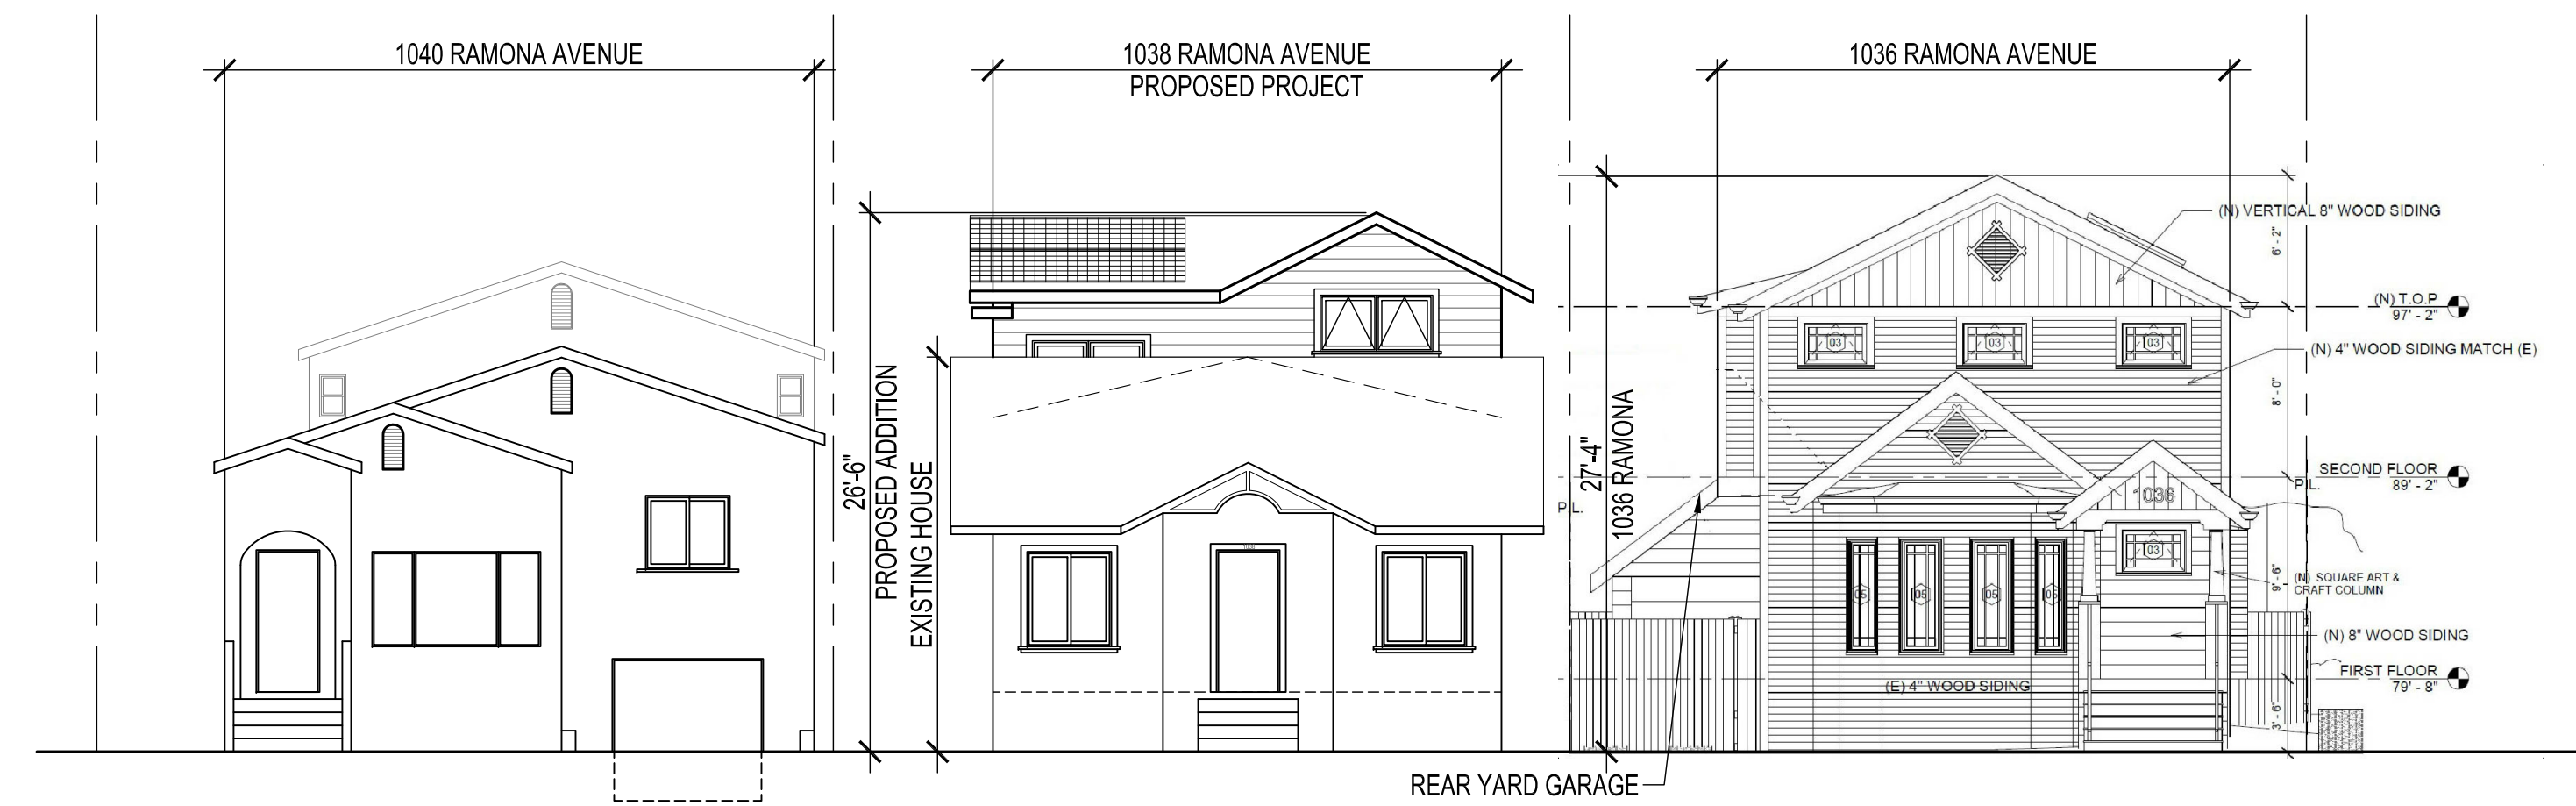 1040 RAMONA AVENUE
1038 RAMONA AVENUE
PROPOSED PROJECT
1036 RAMONA AVENUE
26'-6"
PROPOSED ADDITION
EXISTING HOUSE
1038
27'-4"
1036 RAMONA
P.L.
REAR YARD GARAGE
(N) VERTICAL 8" WOOD SIDING
6' - 2"
(N) T.O.P
97' - 2"
03
03
03
(N) 4" WOOD SIDING MATCH (E)
8' - 0"
SECOND FLOOR
89' - 2"
P.L.
1036
03
05
05
05
05
9' - 6"
(N) SQUARE ART &
CRAFT COLUMN
(N) 8" WOOD SIDING
FIRST FLOOR
79' - 8"
(E) 4" WOOD SIDING
3' - 6"